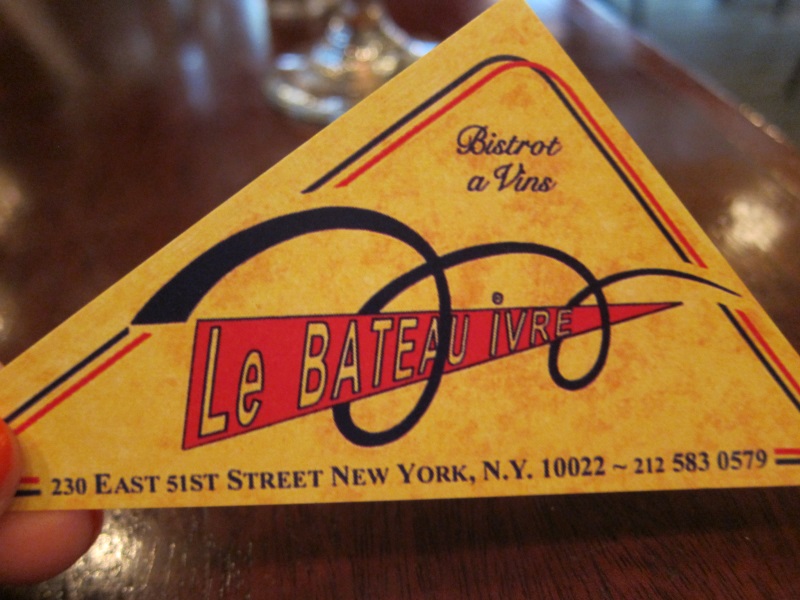 Bistrot
a Vins
Le BATEAU iVRE
230 EAST 51ST STREET NEW YORK, N.Y. 10022 ~ 212 583 0579